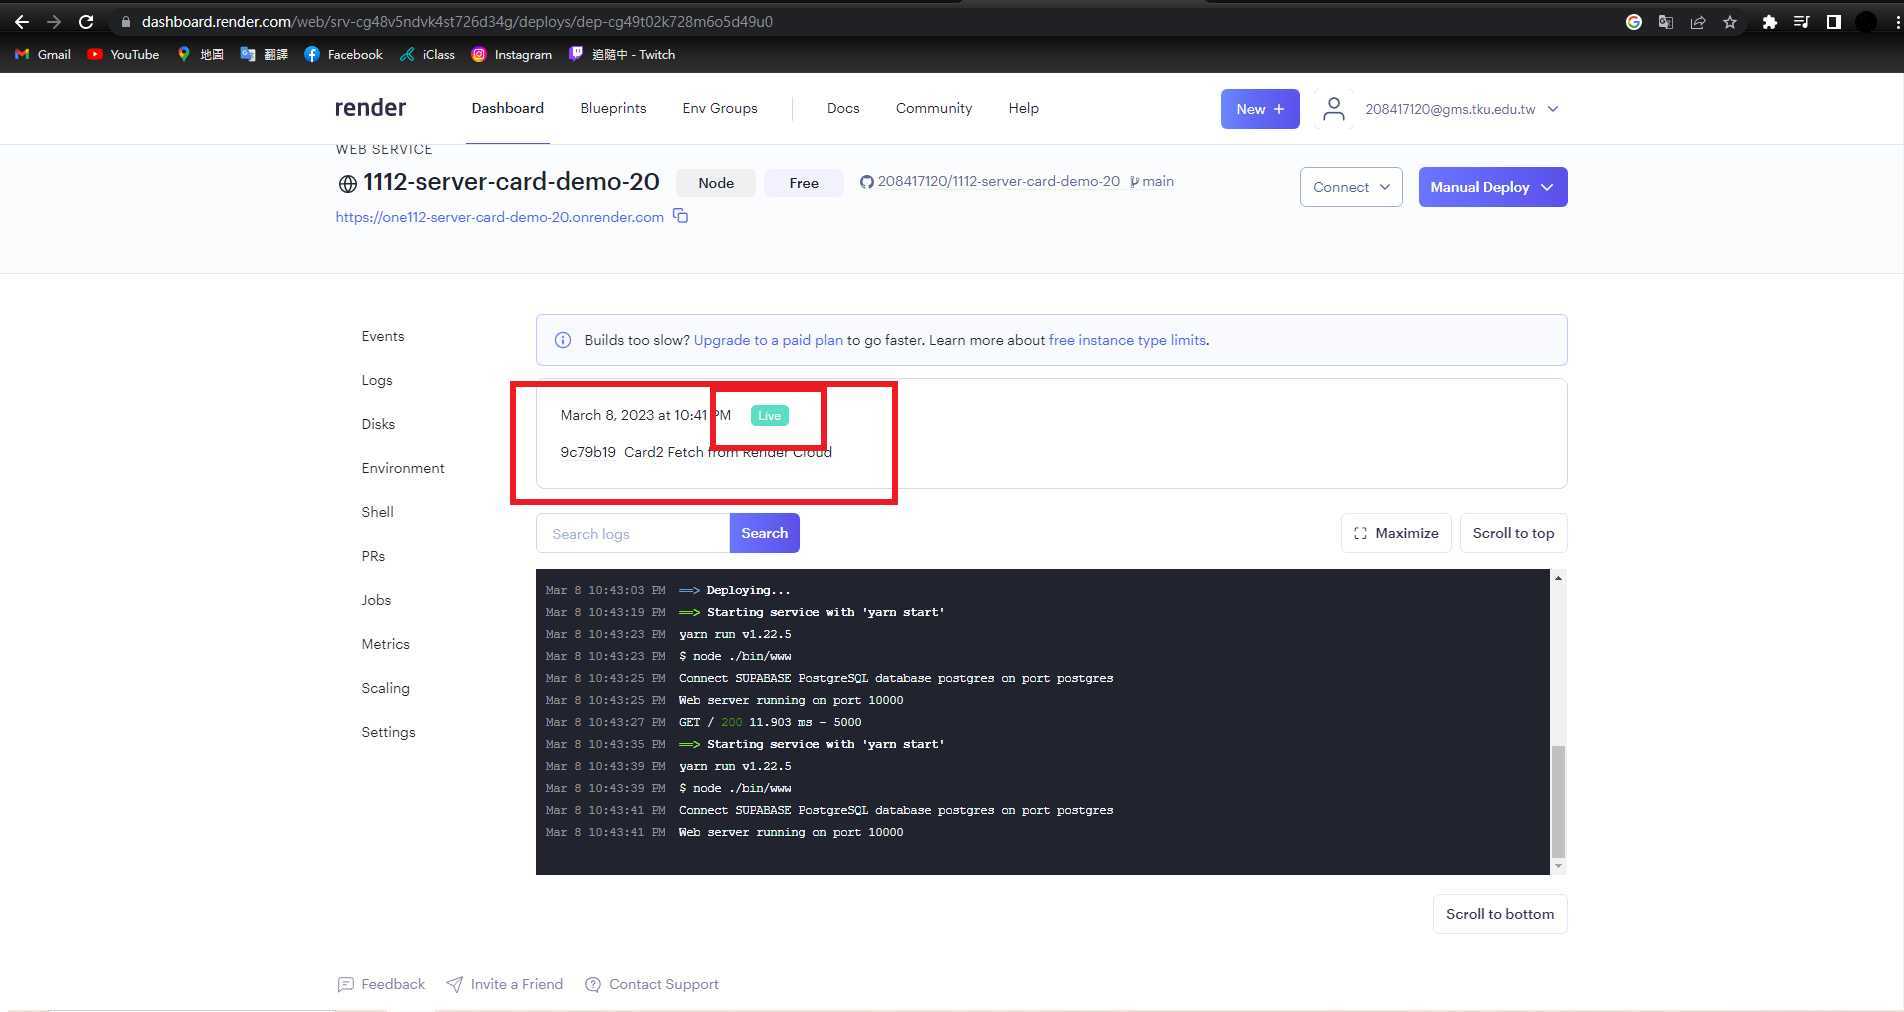 dashboard.render.com/web/srv-cg48v5ndvk4st726d34g/deploys/dep-cg49t02k728m6o5d49u0
Gmail YouTube 地圖 翻譯 Facebook iClass Instagram 追隨中 - Twitch
render Dashboard Blueprints Env Groups Docs Community Help New + 208417120@gms.tku.edu.tw
WEB SERVICE
1112-server-card-demo-20 Node Free 208417120/1112-server-card-demo-20 main Connect Manual Deploy
https://one112-server-card-demo-20.onrender.com
Events
Logs
Disks
Environment
Shell
PRs
Jobs
Metrics
Scaling
Settings
Builds too slow? Upgrade to a paid plan to go faster. Learn more about free instance type limits.
March 8, 2023 at 10:41 PM Live
9c79b19 Card2 Fetch from Render Cloud
Search logs Search Maximize Scroll to top
Mar 8 10:43:03 PM ==> Deploying...
Mar 8 10:43:19 PM ==> Starting service with 'yarn start'
Mar 8 10:43:23 PM yarn run v1.22.5
Mar 8 10:43:23 PM $ node ./bin/www
Mar 8 10:43:25 PM Connect SUPABASE PostgreSQL database postgres on port postgres
Mar 8 10:43:25 PM Web server running on port 10000
Mar 8 10:43:27 PM GET / 200 11.903 ms - 5000
Mar 8 10:43:35 PM ==> Starting service with 'yarn start'
Mar 8 10:43:39 PM yarn run v1.22.5
Mar 8 10:43:39 PM $ node ./bin/www
Mar 8 10:43:41 PM Connect SUPABASE PostgreSQL database postgres on port postgres
Mar 8 10:43:41 PM Web server running on port 10000
Scroll to bottom
Feedback Invite a Friend Contact Support